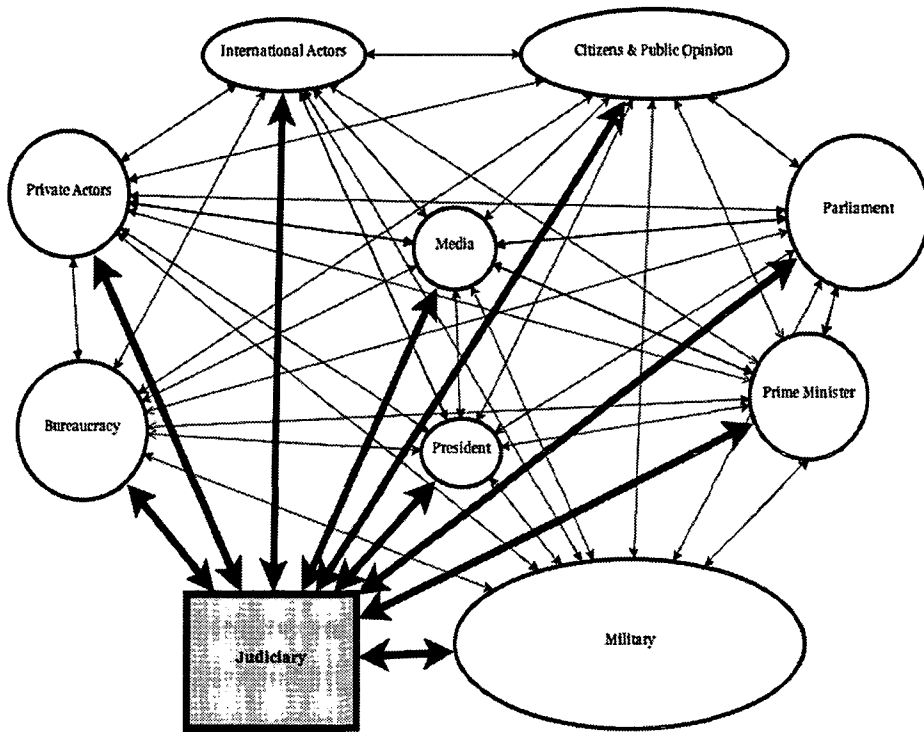 International Actors
Citizens & Public Opinion
Private Actors
Parliament
Media
Prime Minister
Bureaucracy
President
Judiciary
Military